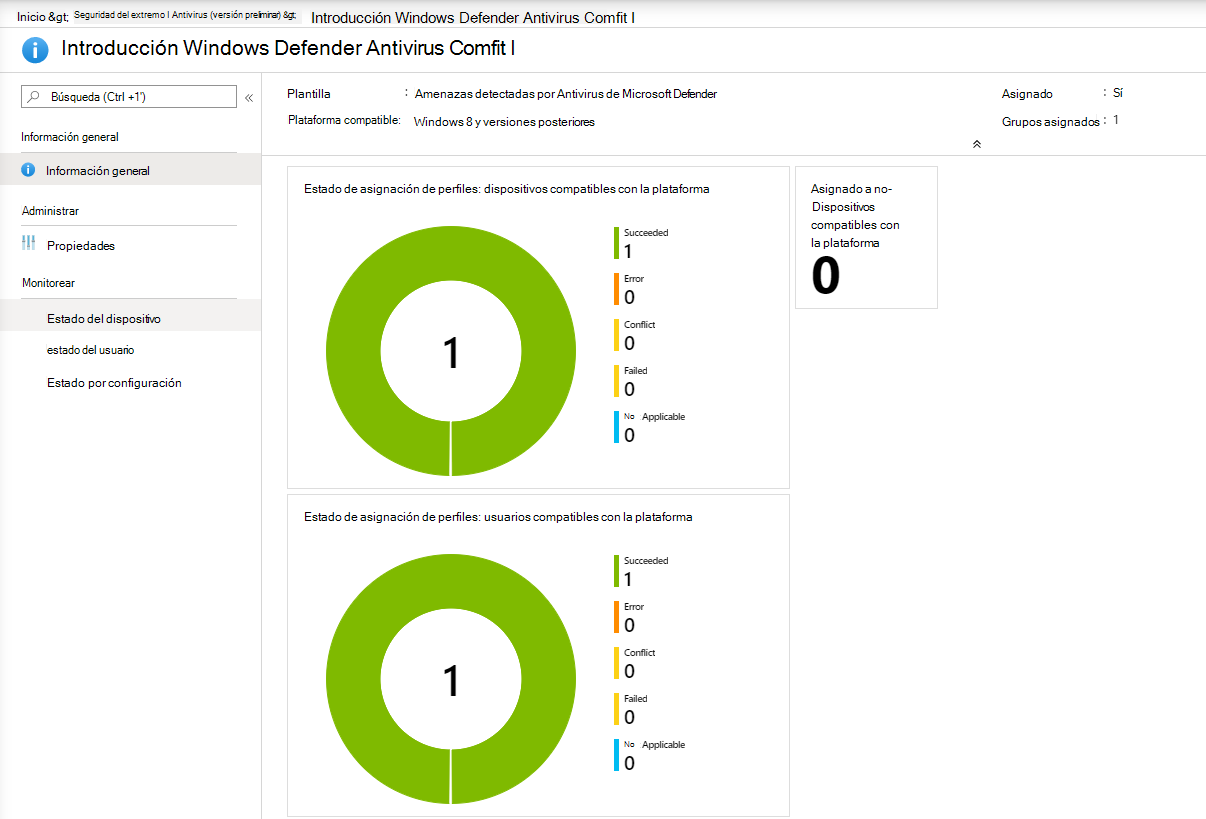 Inicio &gt; Seguridad del extremo I Antivirus (versión preliminar) &gt; Introducción Windows Defender Antivirus Comfit I
Introducción Windows Defender Antivirus Comfit I
Búsqueda (Ctrl +1')
«
Plantilla : Amenazas detectadas por Antivirus de Microsoft Defender
Plataforma compatible: Windows 8 y versiones posteriores
Asignado : Sí
Grupos asignados : 1
Información general
Información general
Administrar
Propiedades
Monitorear
Estado del dispositivo
estado del usuario
Estado por configuración
Estado de asignación de perfiles: dispositivos compatibles con la plataforma
1
Succeeded
1
Error
0
Conflict
0
Failed
0
No Applicable
0
Asignado a no-
Dispositivos
compatibles con
la plataforma
0
Estado de asignación de perfiles: usuarios compatibles con la plataforma
1
Succeeded
1
Error
0
Conflict
0
Failed
0
No Applicable
0